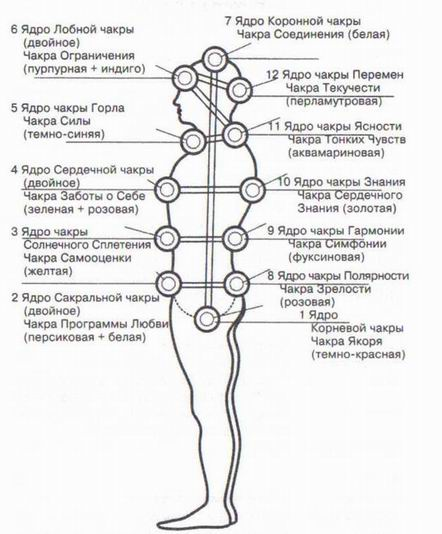 6 Ядро Лобной чакры
(двойное)
Чакра Ограничения
(пурпурная + индиго)
7 Ядро Коронной чакры
Чакра Соединения (белая)
12 Ядро чакры Перемен
Чакра Текучести
(перламутровая)
5 Ядро чакры Горла
Чакра Силы
(темно-синяя)
11 Ядро чакры Ясности
Чакра Тонких Чувств
(аквамариновая)
4 Ядро Сердечной чакры
(двойное)
Чакра Заботы о Себе
(зеленая + розовая)
10 Ядро чакры Знания
Чакра Сердечного
Знания (золотая)
3 Ядро чакры
Солнечного Сплетения
Чакра Самооценки
(желтая)
9 Ядро чакры Гармонии
Чакра Симфонии
(фуксиновая)
8 Ядро чакры Полярности
Чакра Зрелости
(розовая)
2 Ядро Сакральной чакры
(двойное)
Чакра Программы Любви
(персиковая + белая)
1 Ядро
Корневой чакры
Чакра Якоря
(темно-красная)